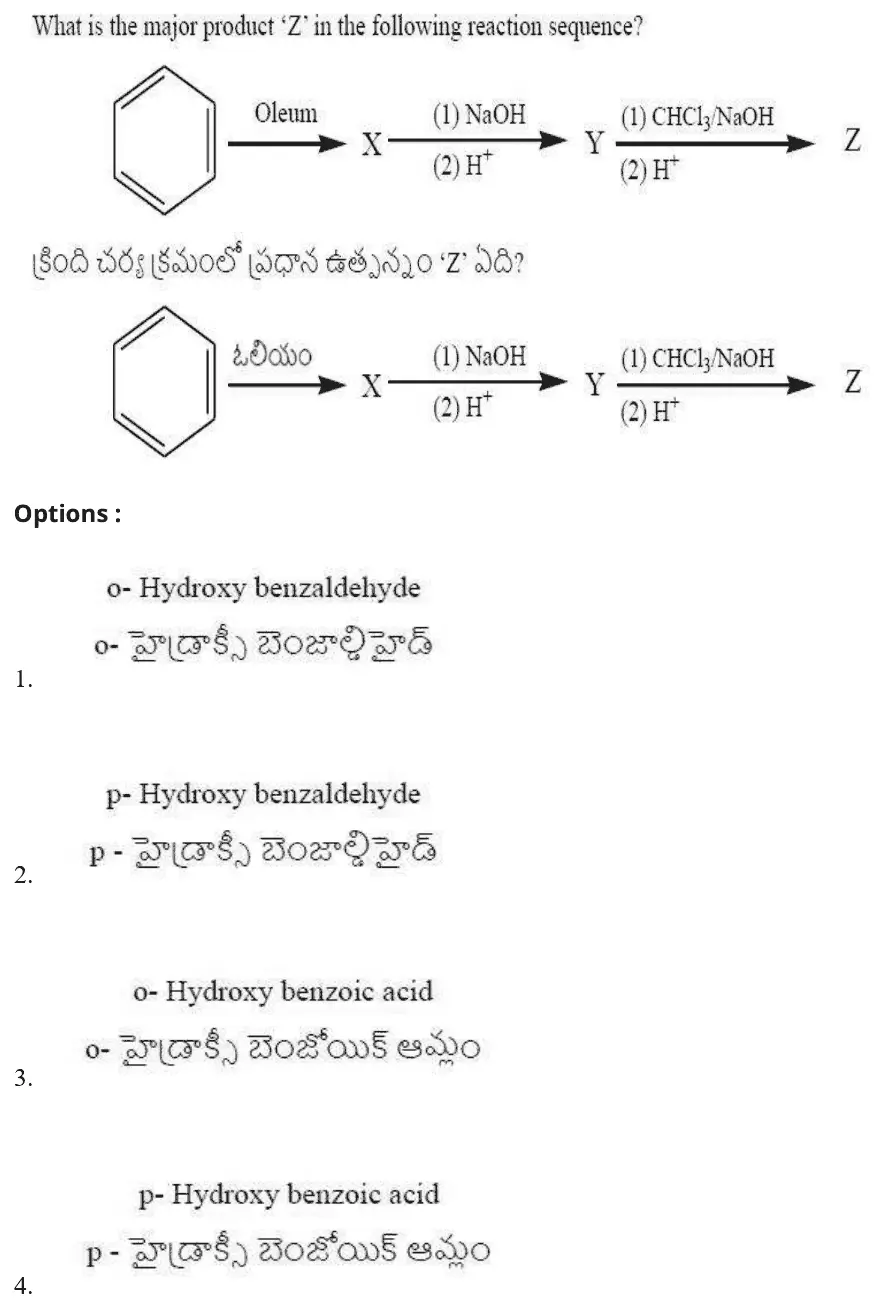 What is the major product ‘Z’ in the following reaction sequence?
Oleum X (1) NaOH (2) H⁺ Y (1) CHCl₃/NaOH (2) H⁺ Z
క్రింది చర్య క్రమంలో ప్రధాన ఉత్పన్నం ‘Z’ ఏది?
ఓలియం X (1) NaOH (2) H⁺ Y (1) CHCl₃/NaOH (2) H⁺ Z
Options :
o- Hydroxy benzaldehyde
o- హైడ్రాక్సీ బెంజాల్డిహైడ్
1.
p- Hydroxy benzaldehyde
p - హైడ్రాక్సీ బెంజాల్డిహైడ్
2.
o- Hydroxy benzoic acid
o- హైడ్రాక్సీ బెంజోయిక్ ఆమ్లం
3.
p- Hydroxy benzoic acid
p - హైడ్రాక్సీ బెంజోయిక్ ఆమ్లం
4.